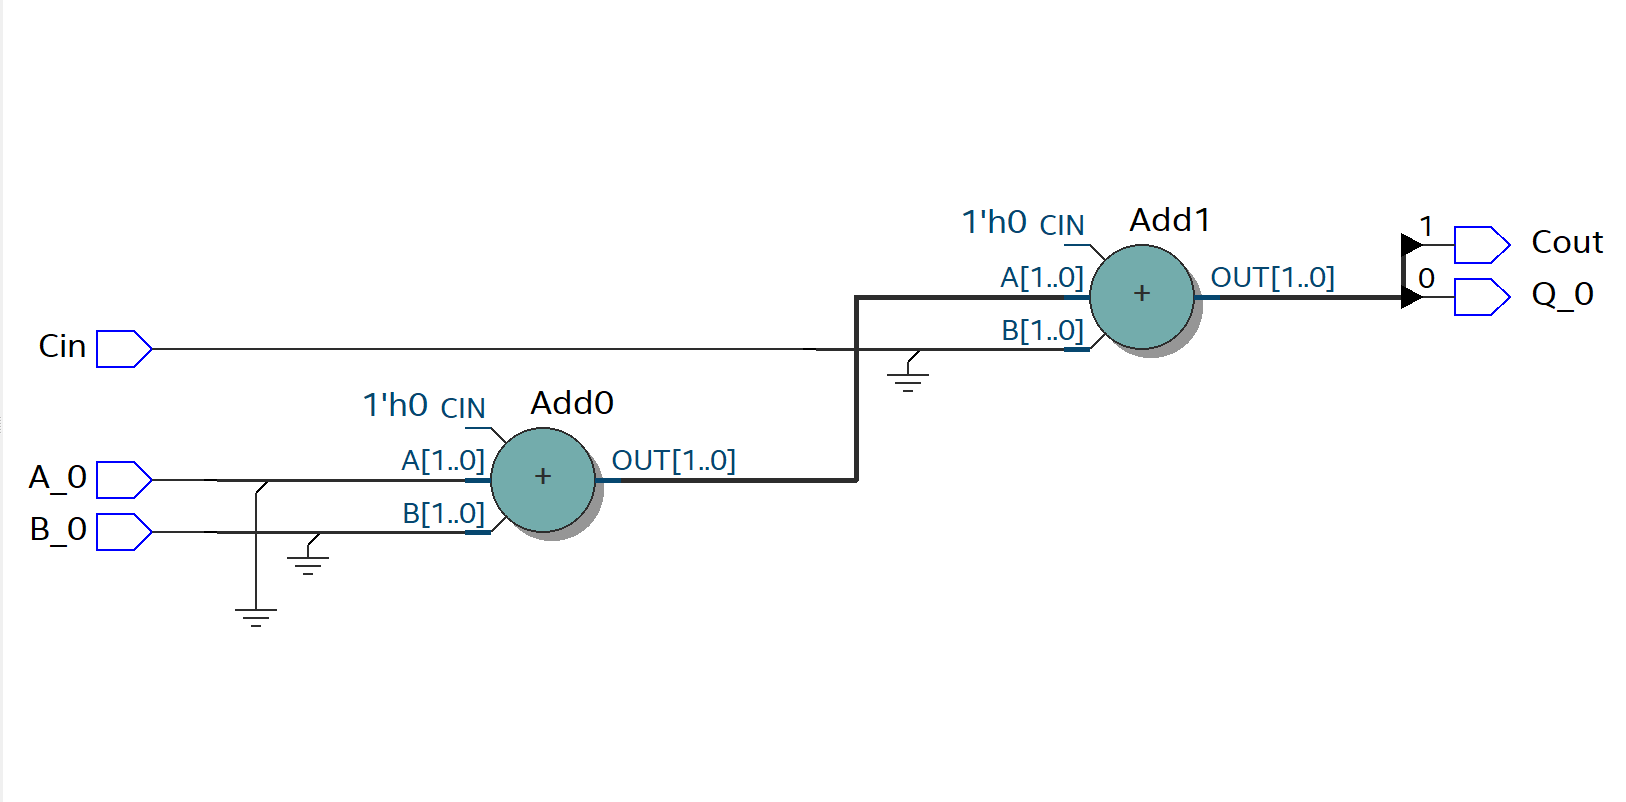 1'h0 CIN
Add1
A[1..0]
OUT[1..0]
B[1..0]
+
1
Cout
0
Q_0
Cin
1'h0 CIN
Add0
A_0
A[1..0]
OUT[1..0]
+
B_0
B[1..0]